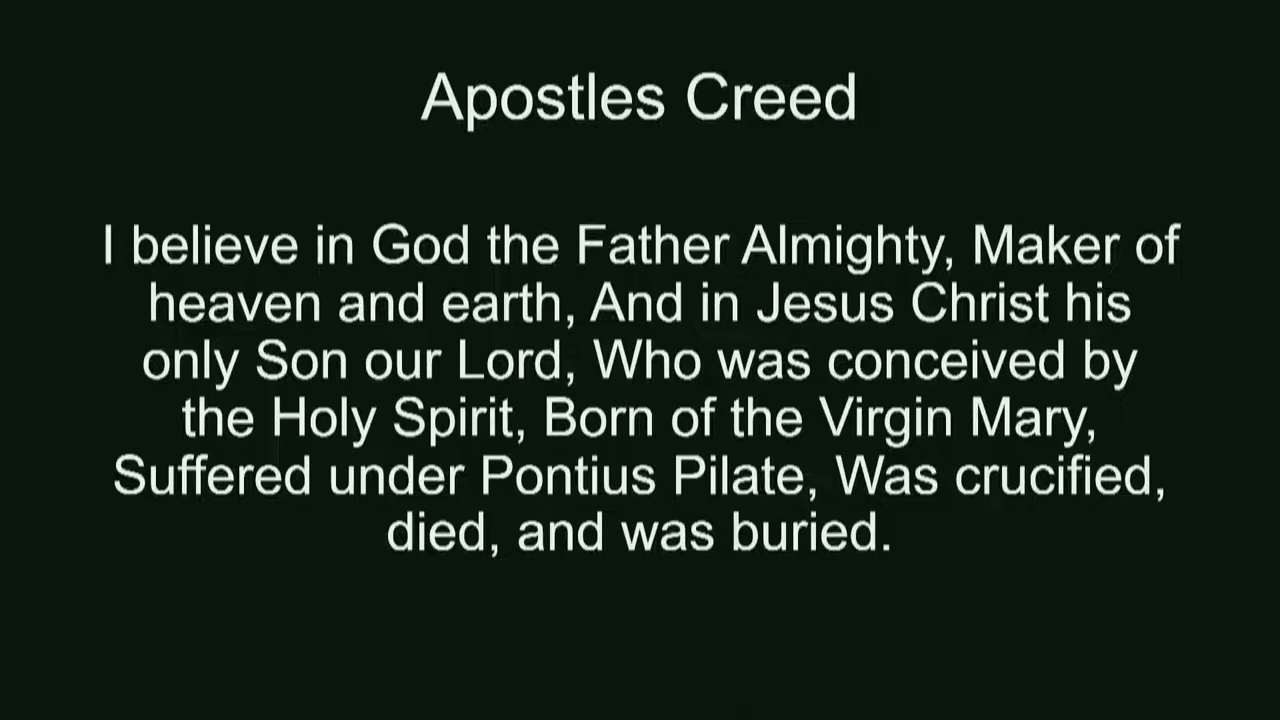 Apostles Creed
I believe in God the Father Almighty, Maker of
heaven and earth, And in Jesus Christ his
only Son our Lord, Who was conceived by
the Holy Spirit, Born of the Virgin Mary,
Suffered under Pontius Pilate, Was crucified,
died, and was buried.